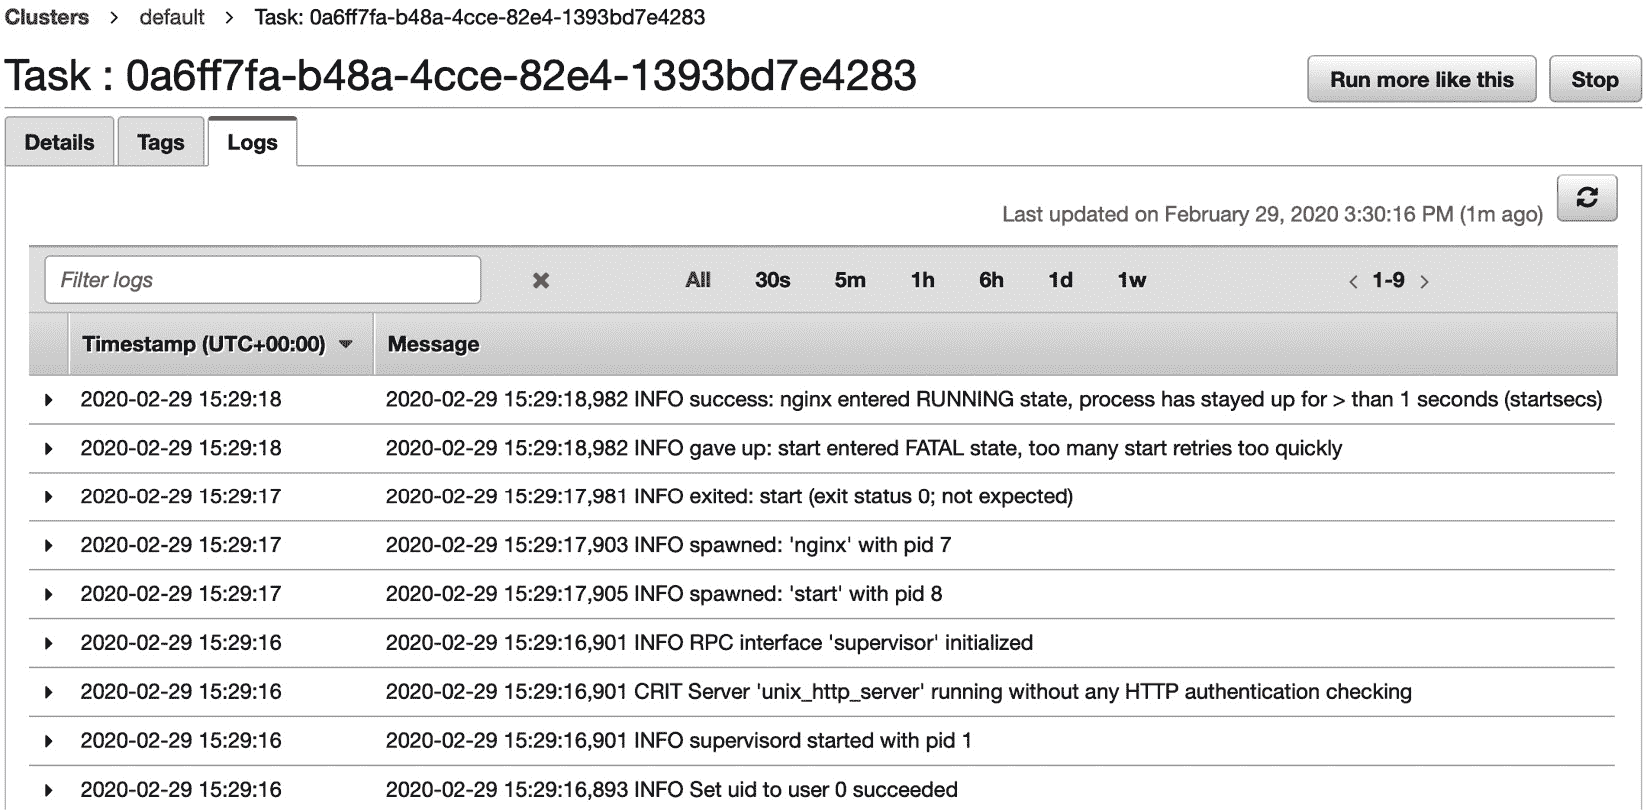 Clusters > default > Task: 0a6ff7fa-b48a-4cce-82e4-1393bd7e4283
Task : 0a6ff7fa-b48a-4cce-82e4-1393bd7e4283 Run more like this Stop
Details Tags Logs
Last updated on February 29, 2020 3:30:16 PM (1m ago)
Filter logs All 30s 5m 1h 6h 1d 1w < 1-9 >
Timestamp (UTC+00:00) Message
2020-02-29 15:29:18 2020-02-29 15:29:18,982 INFO success: nginx entered RUNNING state, process has stayed up for > than 1 seconds (startsecs)
2020-02-29 15:29:18 2020-02-29 15:29:18,982 INFO gave up: start entered FATAL state, too many start retries too quickly
2020-02-29 15:29:17 2020-02-29 15:29:17,981 INFO exited: start (exit status 0; not expected)
2020-02-29 15:29:17 2020-02-29 15:29:17,903 INFO spawned: 'nginx' with pid 7
2020-02-29 15:29:17 2020-02-29 15:29:17,905 INFO spawned: 'start' with pid 8
2020-02-29 15:29:16 2020-02-29 15:29:16,901 INFO RPC interface 'supervisor' initialized
2020-02-29 15:29:16 2020-02-29 15:29:16,901 CRIT Server 'unix_http_server' running without any HTTP authentication checking
2020-02-29 15:29:16 2020-02-29 15:29:16,901 INFO supervisord started with pid 1
2020-02-29 15:29:16 2020-02-29 15:29:16,893 INFO Set uid to user 0 succeeded